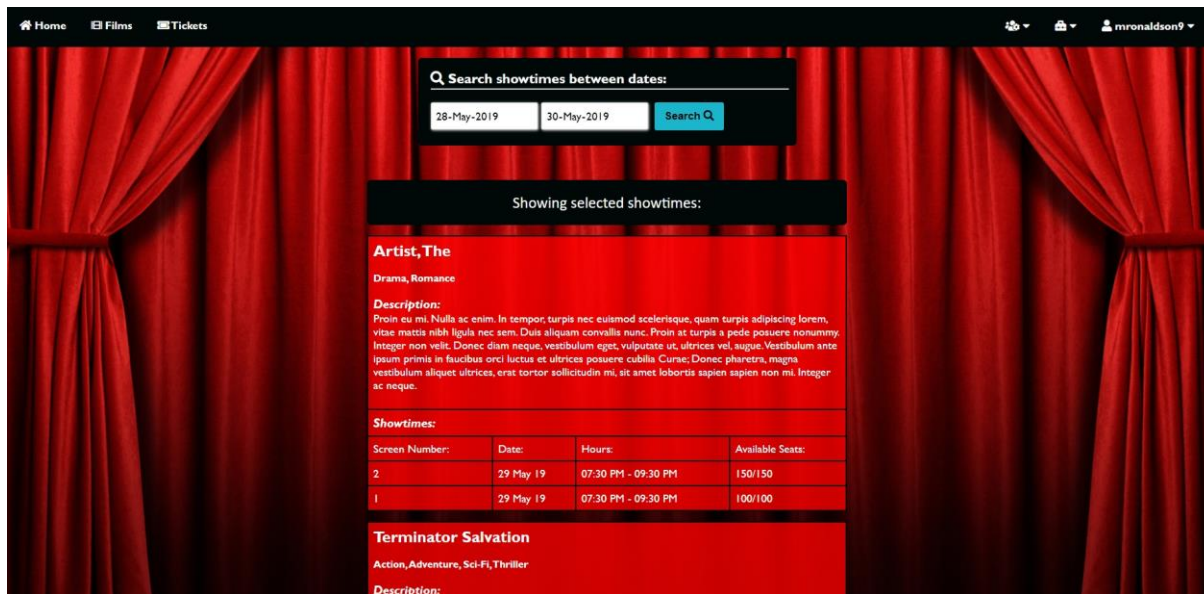 Home Films Tickets mronaldson9
Search showtimes between dates:
28-May-2019 30-May-2019 Search
Showing selected showtimes:
Artist,The
Drama, Romance
Description:
Proin eu mi. Nulla ac enim. In tempor, turpis nec euismod scelerisque, quam turpis adipiscing lorem,
vitae mattis nibh ligula nec sem. Duis aliquam convallis nunc. Proin at turpis a pede posuere nonummy.
Integer non velit. Donec diam neque, vestibulum eget, vulputate ut, ultrices vel, augue. Vestibulum ante
ipsum primis in faucibus orci luctus et ultrices posuere cubilia Curae; Donec pharetra, magna
vestibulum aliquet ultrices, erat tortor sollicitudin mi, sit amet lobortis sapien sapien non mi. Integer
ac neque.
Showtimes:
Screen Number: Date: Hours: Available Seats:
2 29 May 19 07:30 PM - 09:30 PM 150/150
1 29 May 19 07:30 PM - 09:30 PM 100/100
Terminator Salvation
Action, Adventure, Sci-Fi, Thriller
Description: